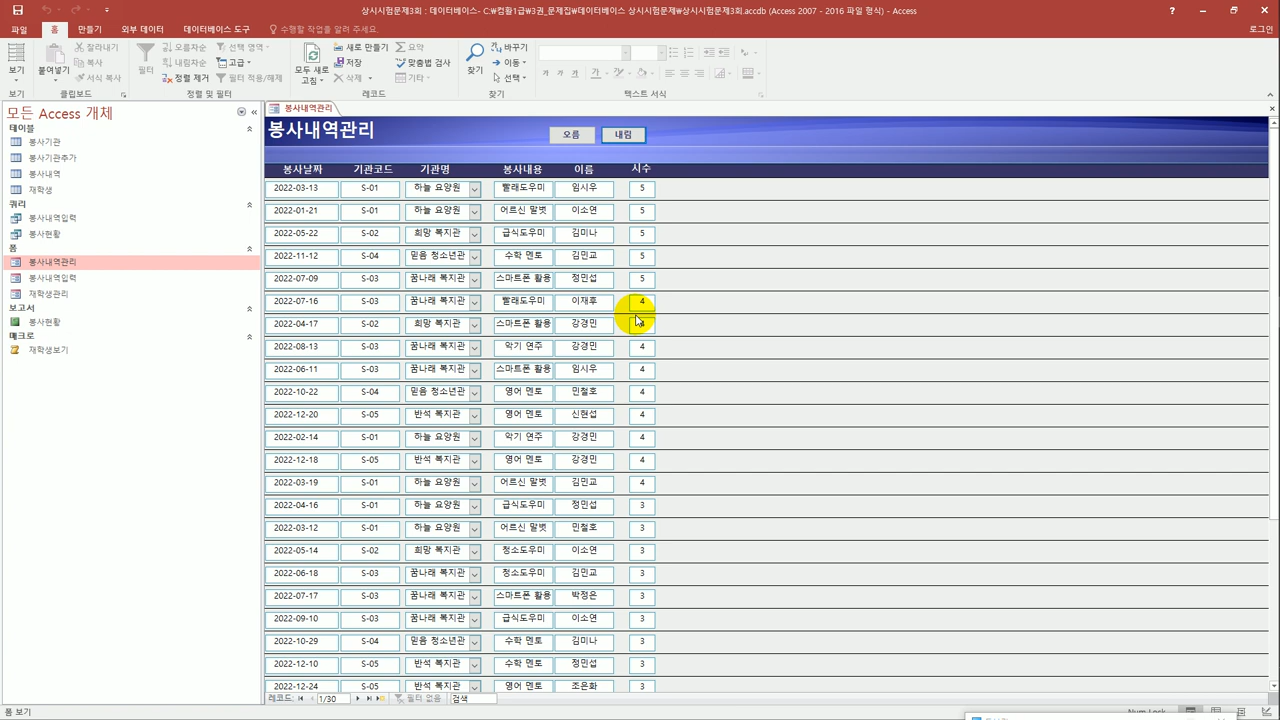 상시시험문제3회 : 데이터베이스- C:₩컴활1급₩3권_문제집₩데이터베이스 상시시험문제₩상시시험문제3회.accdb (Access 2007 - 2016 파일 형식) - Access
파일 홈 만들기 외부 데이터 데이터베이스 도구 수행할 작업을 알려 주세요. 로그인
잘라내기 오름차순 선택 영역 새로 만들기 요약 바꾸기
복사 내림차순 고급 저장 맞춤법 검사 이동
보기 붙여넣기 서식 복사 필터 정렬 제거 필터 적용/해제 모두 새로 고침 삭제 기타 찾기 선택
보기 클립보드 정렬 및 필터 레코드 찾기 텍스트 서식
모든 Access 개체
테이블
봉사기관
봉사기관추가
봉사내역
재학생
쿼리
봉사내역입력
봉사현황
폼
봉사내역관리
봉사내역입력
재학생관리
보고서
봉사현황
매크로
재학생보기
봉사내역관리
봉사내역관리 오름 내림
봉사날짜 기관코드 기관명 봉사내용 이름 시수
2022-03-13 S-01 하늘 요양원 빨래도우미 임시우 5
2022-01-21 S-01 하늘 요양원 어르신 말벗 이소연 5
2022-05-22 S-02 희망 복지관 급식도우미 김미나 5
2022-11-12 S-04 믿음 청소년관 수학 멘토 김민교 5
2022-07-09 S-03 꿈나래 복지관 스마트폰 활용 정민섭 5
2022-07-16 S-03 꿈나래 복지관 빨래도우미 이재후 4
2022-04-17 S-02 희망 복지관 스마트폰 활용 강경민
2022-08-13 S-03 꿈나래 복지관 악기 연주 강경민 4
2022-06-11 S-03 꿈나래 복지관 스마트폰 활용 임시우 4
2022-10-22 S-04 믿음 청소년관 영어 멘토 민철호 4
2022-12-20 S-05 반석 복지관 영어 멘토 신현섭 4
2022-02-14 S-01 하늘 요양원 악기 연주 강경민 4
2022-12-18 S-05 반석 복지관 영어 멘토 강경민 4
2022-03-19 S-01 하늘 요양원 어르신 말벗 김민교 4
2022-04-16 S-01 하늘 요양원 급식도우미 정민섭 3
2022-03-12 S-01 하늘 요양원 어르신 말벗 민철호 3
2022-05-14 S-02 희망 복지관 청소도우미 이소연 3
2022-06-18 S-03 꿈나래 복지관 청소도우미 김민교 3
2022-07-17 S-03 꿈나래 복지관 스마트폰 활용 박정은 3
2022-09-10 S-03 꿈나래 복지관 급식도우미 이소연 3
2022-10-29 S-04 믿음 청소년관 수학 멘토 김미나 3
2022-12-10 S-05 반석 복지관 수학 멘토 정민섭 3
2022-12-24 S-05 반석 복지관 영어 멘토 조은화 3
레코드: 1/30 필터 없음 검색
폼 보기 Num Lock